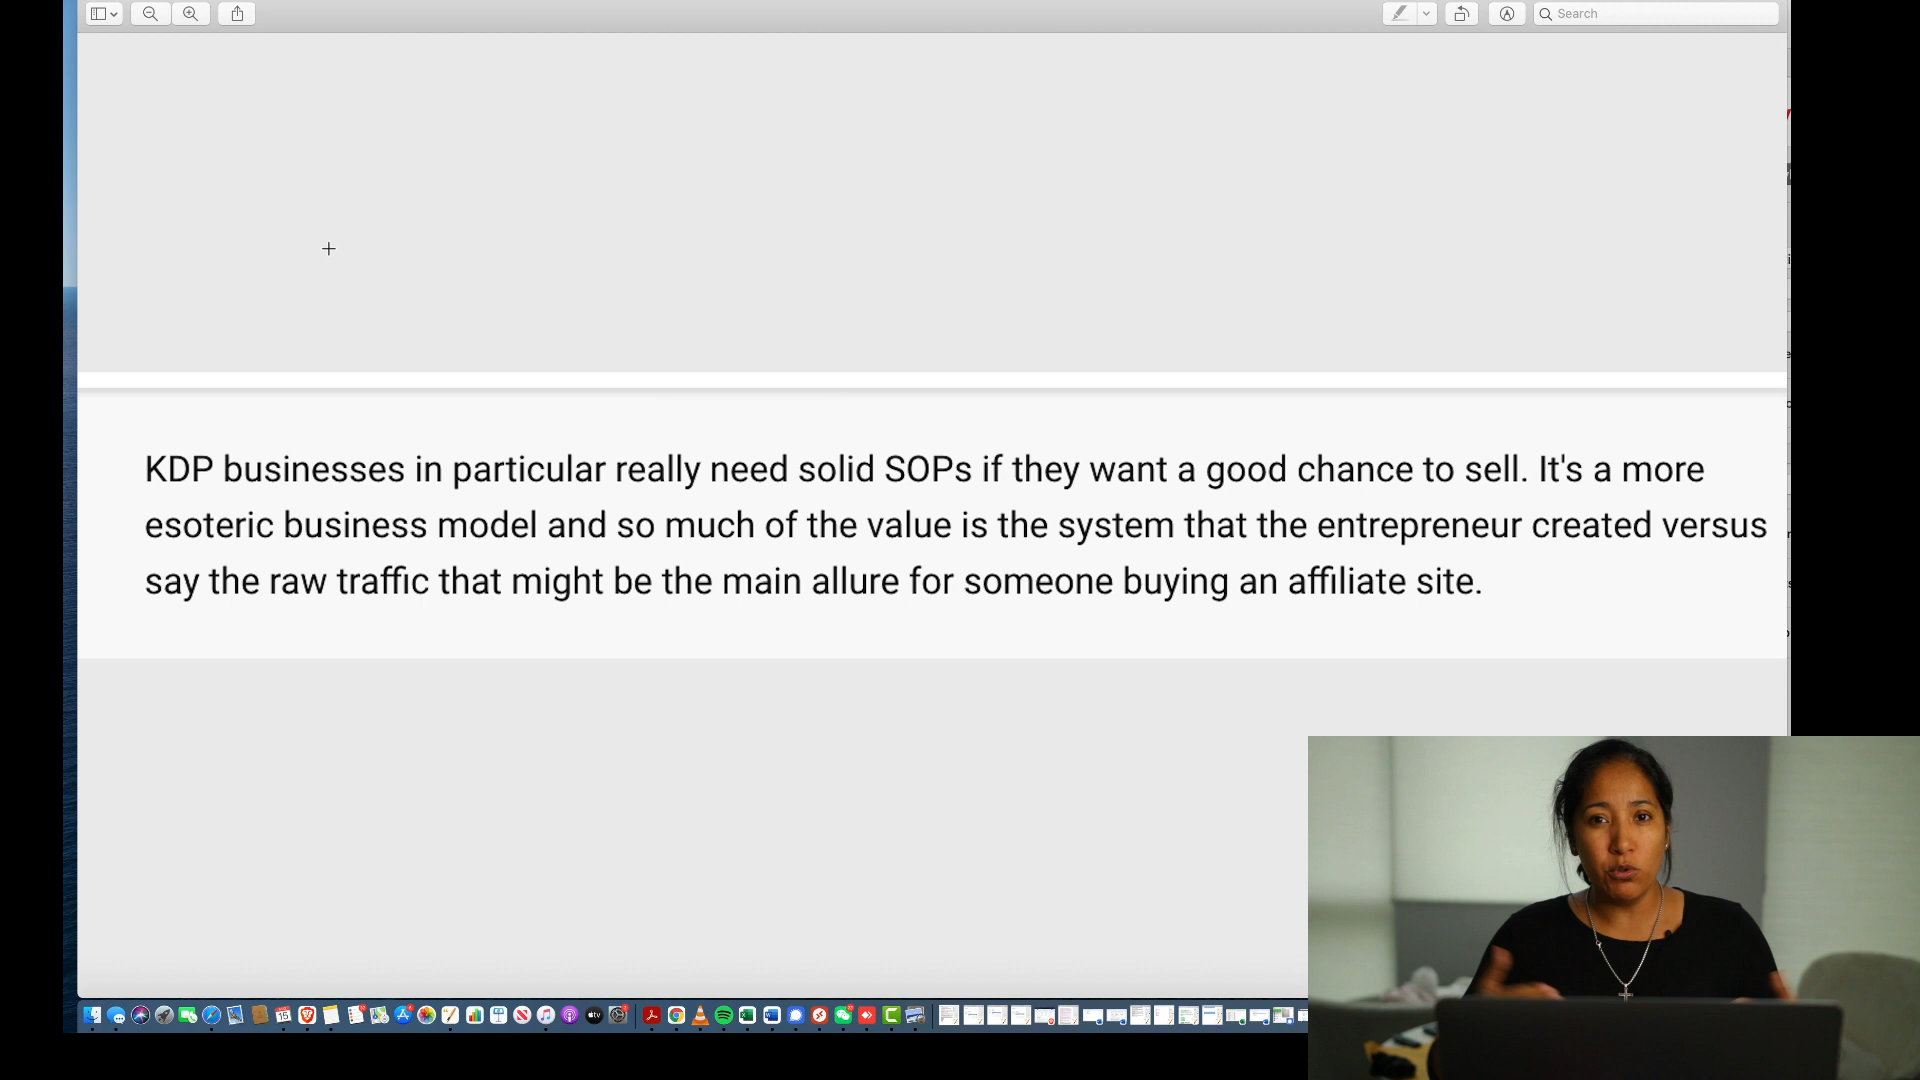 Search
KDP businesses in particular really need solid SOPs if they want a good chance to sell. It's a more
esoteric business model and so much of the value is the system that the entrepreneur created versus
say the raw traffic that might be the main allure for someone buying an affiliate site.